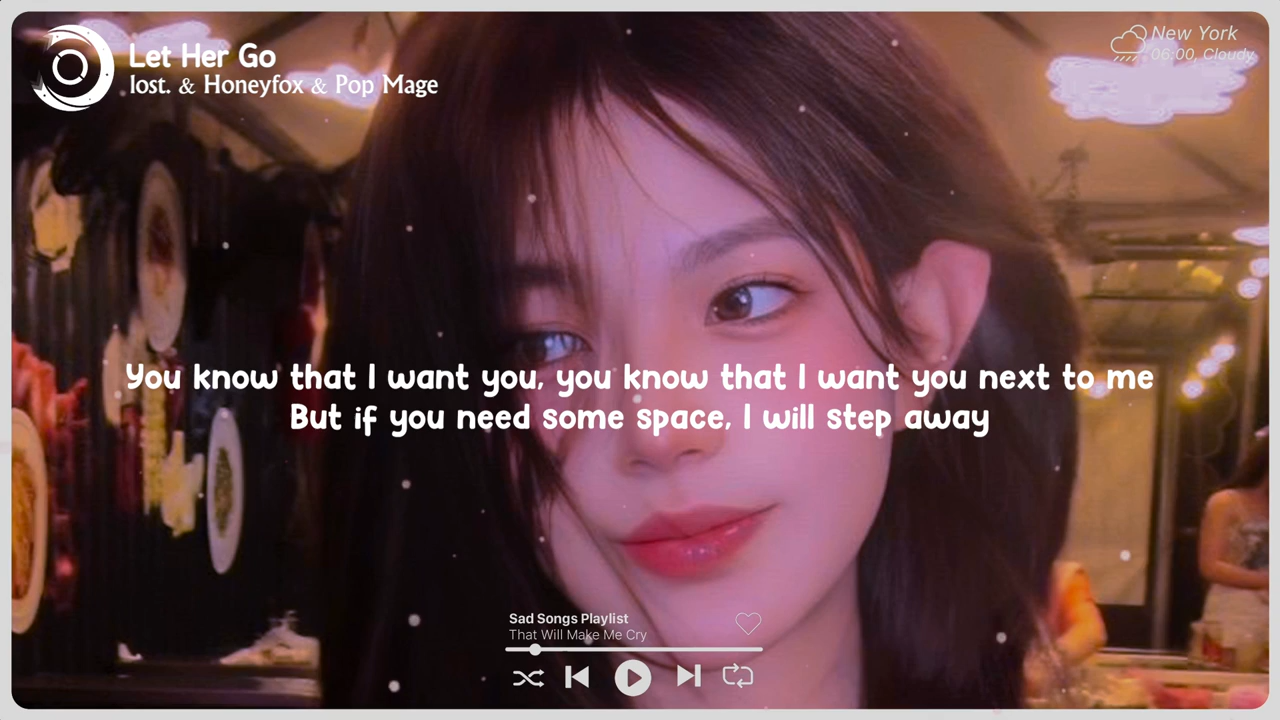 Let Her Go
lost. & Honeyfox & Pop Mage
New York
06:00, Cloudy
You know that I want you, you know that I want you next to me
But if you need some space, I will step away
Sad Songs Playlist
That Will Make Me Cry